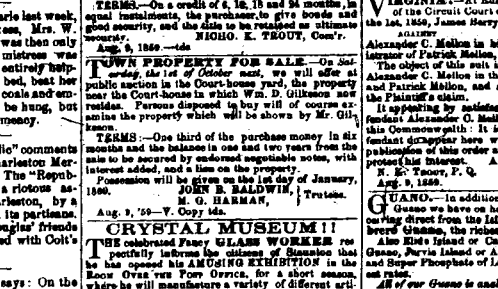 arle last week,
ess, Mrs. W.
was then only
mistress was
entirely help-
bed, beat her
coals and em-
be hung, but
mency.
lic" comments
arleston Mer-
The "Repub-
a riotous as-
rleston, by a
its partizans.
ouglas' friends
ed with Colt's
says: On the
TERMS.—On a credit of 6, 12, 18 and 24 months, in
equal instalments, the purchaser to give bonds and
good security, and the title to be retained as ultimate
security.
NICHO. K. TROUT, Com'r.
Aug. 9, 1859.—tds
TOWN PROPERTY FOR SALE.—On Sat-
urday, the 1st of October next, we will offer at
public auction in the Court-house yard, the property
near the Court-house in which Wm. D. Gilkeson now
resides. Persons disposed to buy will of course ex-
amine the property which will be shown by Mr. Gil-
keson.
TERMS:—One third of the purchase money in six
months and the balance in one and two years from the
sale to be secured by endorsed negotiable notes, with
interest added, and a lien on the property.
Possession will be given on the 1st day of January,
1860.
JOHN B. BALDWIN,
M. G. HARMAN,
Trustees.
Aug. 9, '59—V. Copy tds.
CRYSTAL MUSEUM!!
THE celebrated Fancy GLASS WORKER res
pectfully informs the citizens of Staunton that
he has opened his AMUSING EXHIBITION in the
ROOM OVER THE POST OFFICE, for a short season,
where he will manufacture a variety of different arti-
VIRGINIA:—At
of the Circuit Court
the 1st, 1859, James Berry
AGAINST
Alexander C. Mellon in h
istrator of Patrick Mellon,
The object of this suit i
Alexander C. Mellon in the
and Patrick Mellon, and
the Plaintiff's claim.
It appearing by satisfac
fendant Alexander C. Mell
this Commonwealth: It i
fendant do appear here w
publication of this order a
protect his interest.
N. K. TROUT, P. Q.
Aug. 9, 1859.
GUANO.—In addition
Guano we have on ha
curing direct from the
brero Guano, the riches
Also Elide Island or Ca
Guano, Jarvis Island or A
and Super Phosphate of L
est rates.
All of our Guano is and